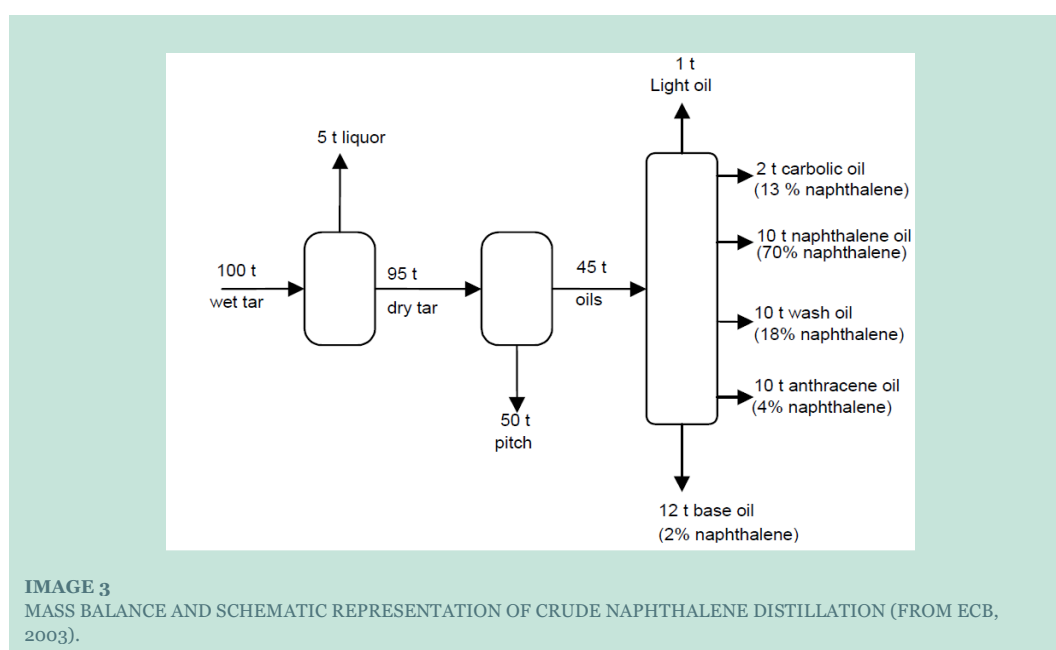 1 t
Light oil
5 t liquor
2 t carbolic oil
(13 % naphthalene)
10 t naphthalene oil
(70% naphthalene)
100 t
wet tar
95 t
dry tar
45 t
oils
10 t wash oil
(18% naphthalene)
10 t anthracene oil
(4% naphthalene)
50 t
pitch
12 t base oil
(2% naphthalene)
IMAGE 3
MASS BALANCE AND SCHEMATIC REPRESENTATION OF CRUDE NAPHTHALENE DISTILLATION (FROM ECB,
2003).